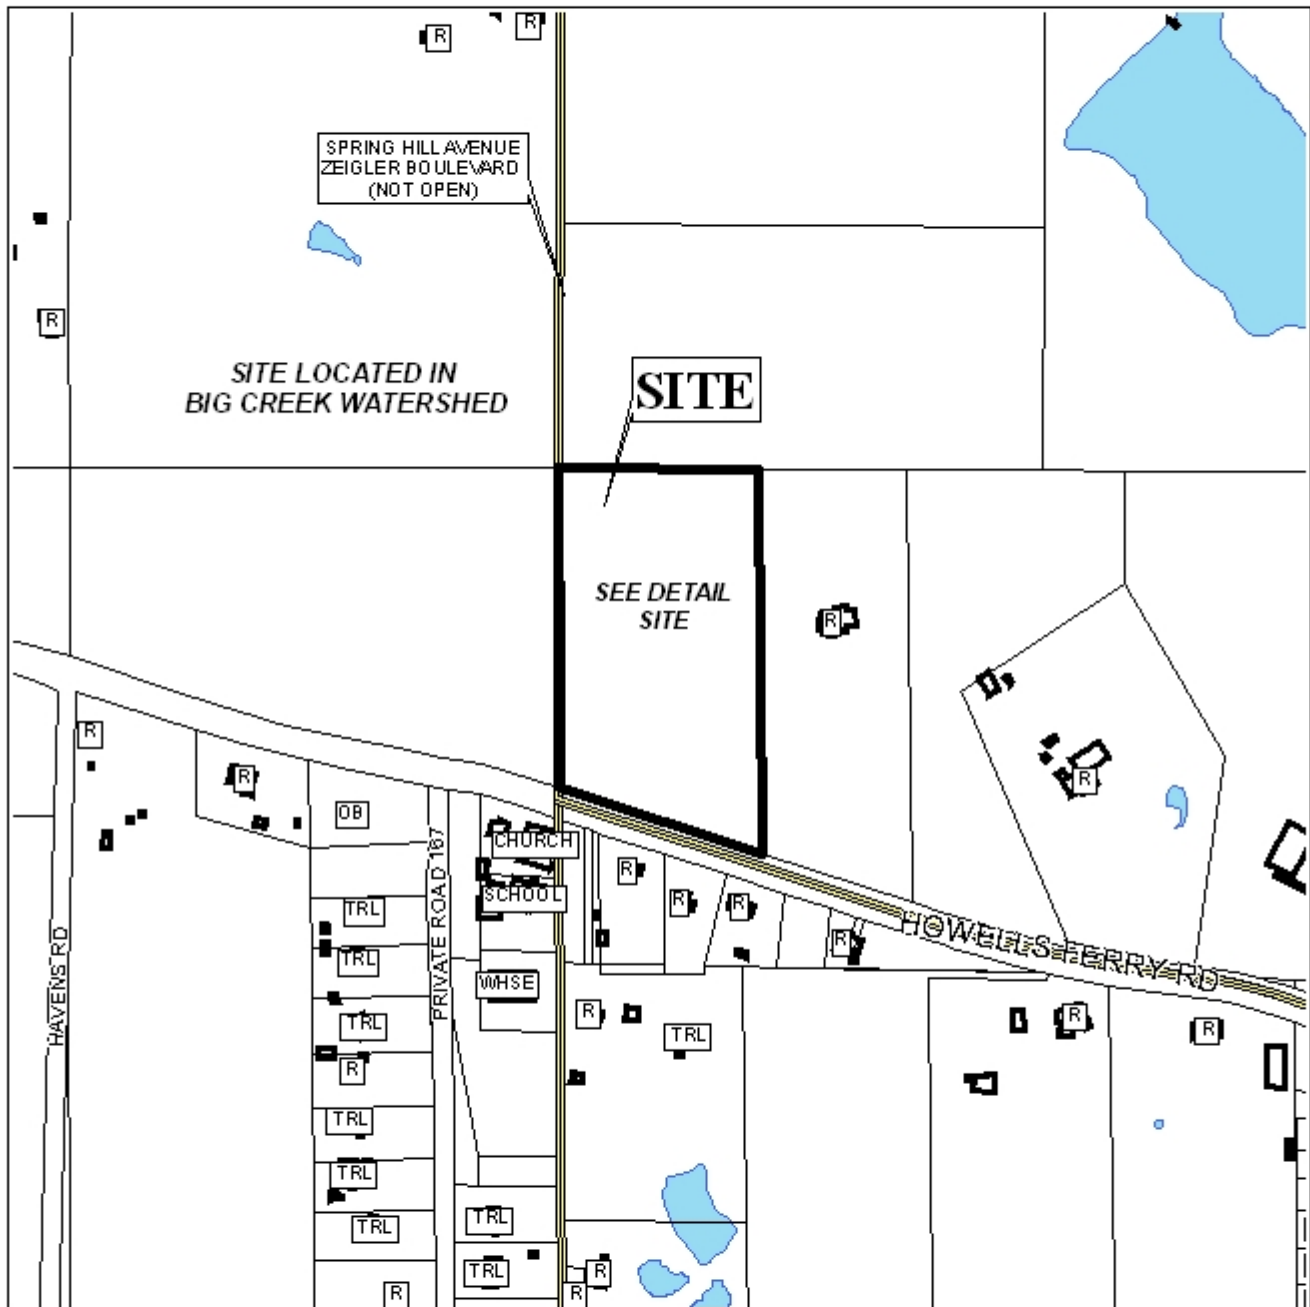 R
R
SPRING HILL AVENUE
ZEIGLER BOULEVARD
(NOT OPEN)
R
SITE LOCATED IN
BIG CREEK WATERSHED
SITE
SEE DETAIL
SITE
R
R
R
R
OB
CHURCH
R
SCHOOL
R
R
TRL
R
HOWELLS FERRY RD
PRIVATE ROAD 167
HAVENS RD
TRL
WHSE
R
TRL
R
R
TRL
R
TRL
TRL
TRL
TRL
TRL
R
R
R